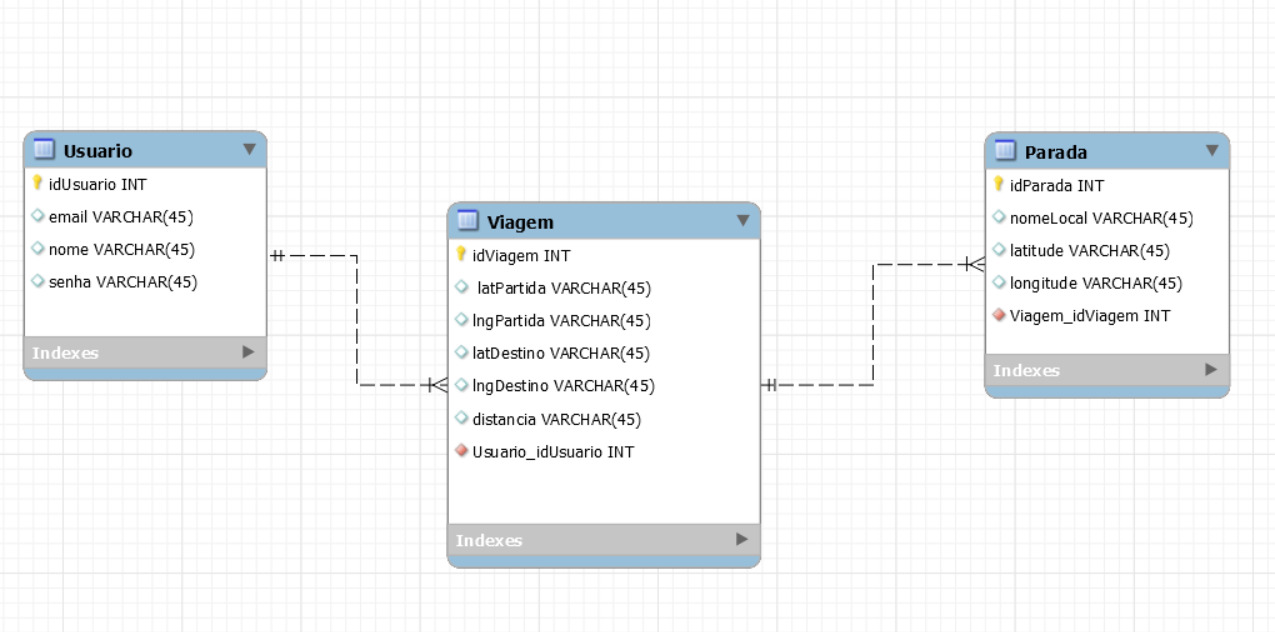 Usuario
idUsuario INT
email VARCHAR(45)
nome VARCHAR(45)
senha VARCHAR(45)
Indexes
Viagem
idViagem INT
latPartida VARCHAR(45)
lngPartida VARCHAR(45)
latDestino VARCHAR(45)
lngDestino VARCHAR(45)
distancia VARCHAR(45)
Usuario_idUsuario INT
Indexes
Parada
idParada INT
nomeLocal VARCHAR(45)
latitude VARCHAR(45)
longitude VARCHAR(45)
Viagem_idViagem INT
Indexes